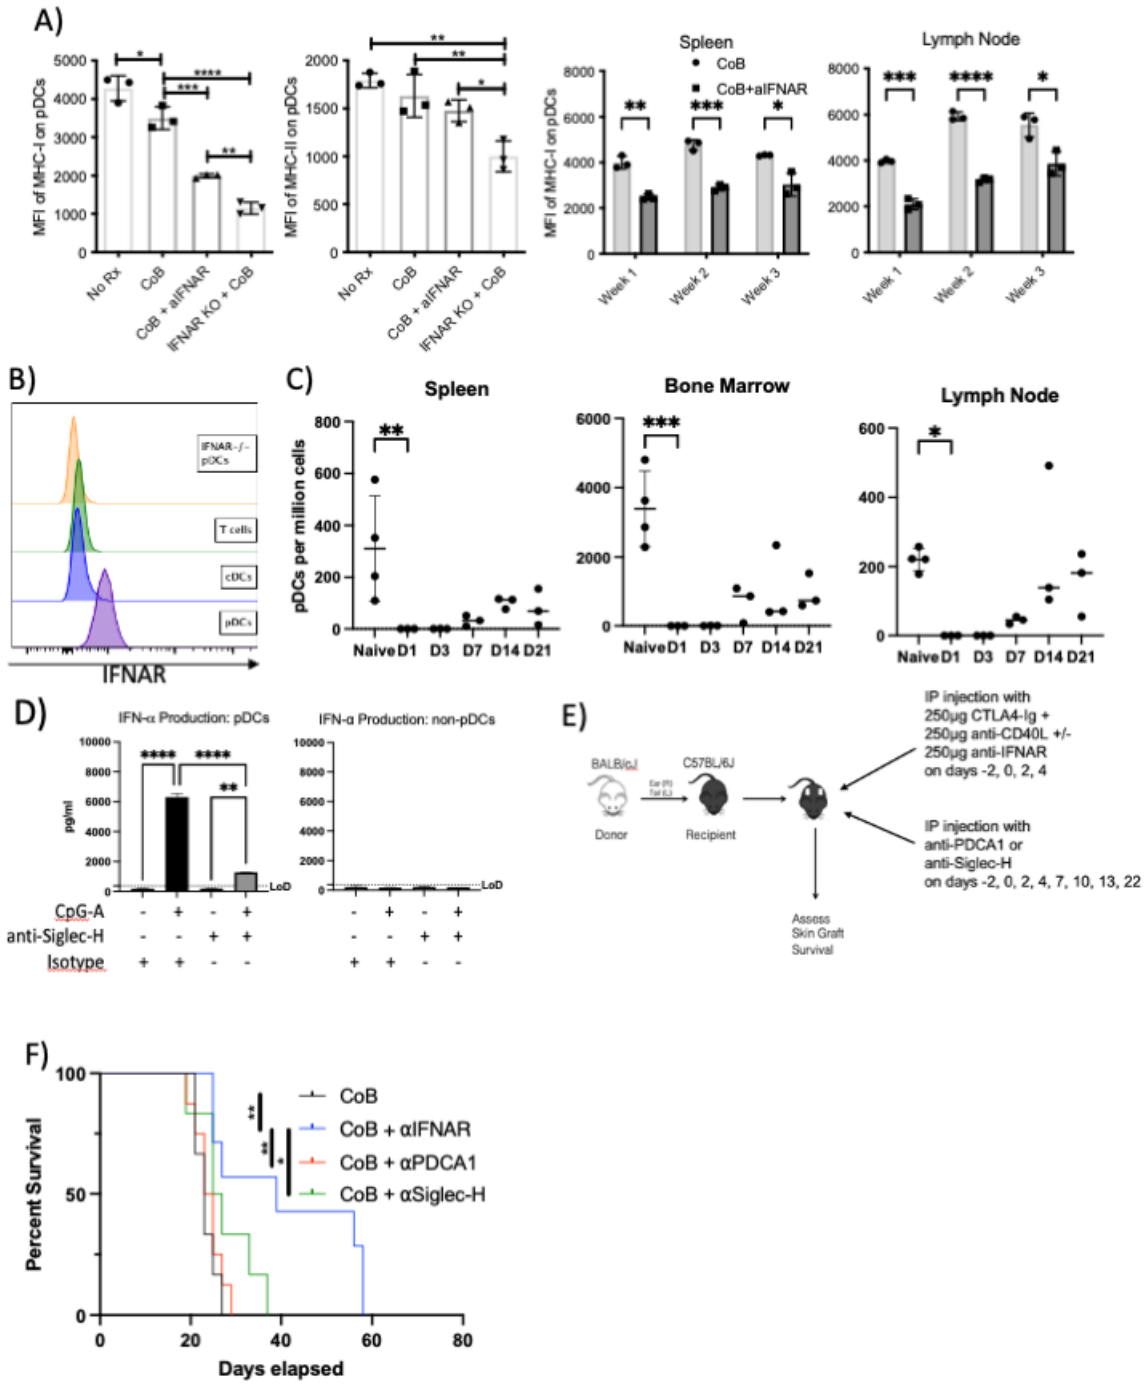 A)
5000
4000
3000
2000
1000
0
MFI of MHC-I on pDCs
*
****
***
**
No Rx
CoB
CoB + aIFNAR
IFNAR KO + CoB
2000
1500
1000
500
0
MFI of MHC-II on pDCs
**
**
*
No Rx
CoB
CoB + aIFNAR
IFNAR KO + CoB
Spleen
CoB
CoB+aIFNAR
8000
6000
4000
2000
0
MFI of MHC-I on pDCs
**
***
*
Week 1
Week 2
Week 3
Lymph Node
8000
6000
4000
2000
0
***
****
*
Week 1
Week 2
Week 3
B)
IFNAR-/-
pDCs
T cells
cDCs
pDCs
IFNAR
C)
Spleen
800
600
400
200
0
pDCs per million cells
**
Naive D1 D3 D7 D14 D21
Bone Marrow
6000
4000
2000
0
***
Naive D1 D3 D7 D14 D21
Lymph Node
600
400
200
0
*
Naive D1 D3 D7 D14 D21
D)
IFN-α Production: pDCs
10000
8000
6000
4000
2000
0
pg/ml
****
****
**
LoD
IFN-α Production: non-pDCs
10000
8000
6000
4000
2000
0
LoD
CpG-A - + - + - + - +
anti-Siglec-H - - + + - - + +
Isotype + + - - + + - -
E)
BALB/cJ
Donor
Ear (R)
Tail (L)
C57BL/6J
Recipient
IP injection with
250µg CTLA4-Ig +
250µg anti-CD40L +/-
250µg anti-IFNAR
on days -2, 0, 2, 4
IP injection with
anti-PDCA1 or
anti-Siglec-H
on days -2, 0, 2, 4, 7, 10, 13, 22
Assess
Skin Graft
Survival
F)
100
50
0
Percent Survival
0 20 40 60 80
Days elapsed
**
**
*
CoB
CoB + αIFNAR
CoB + αPDCA1
CoB + αSiglec-H